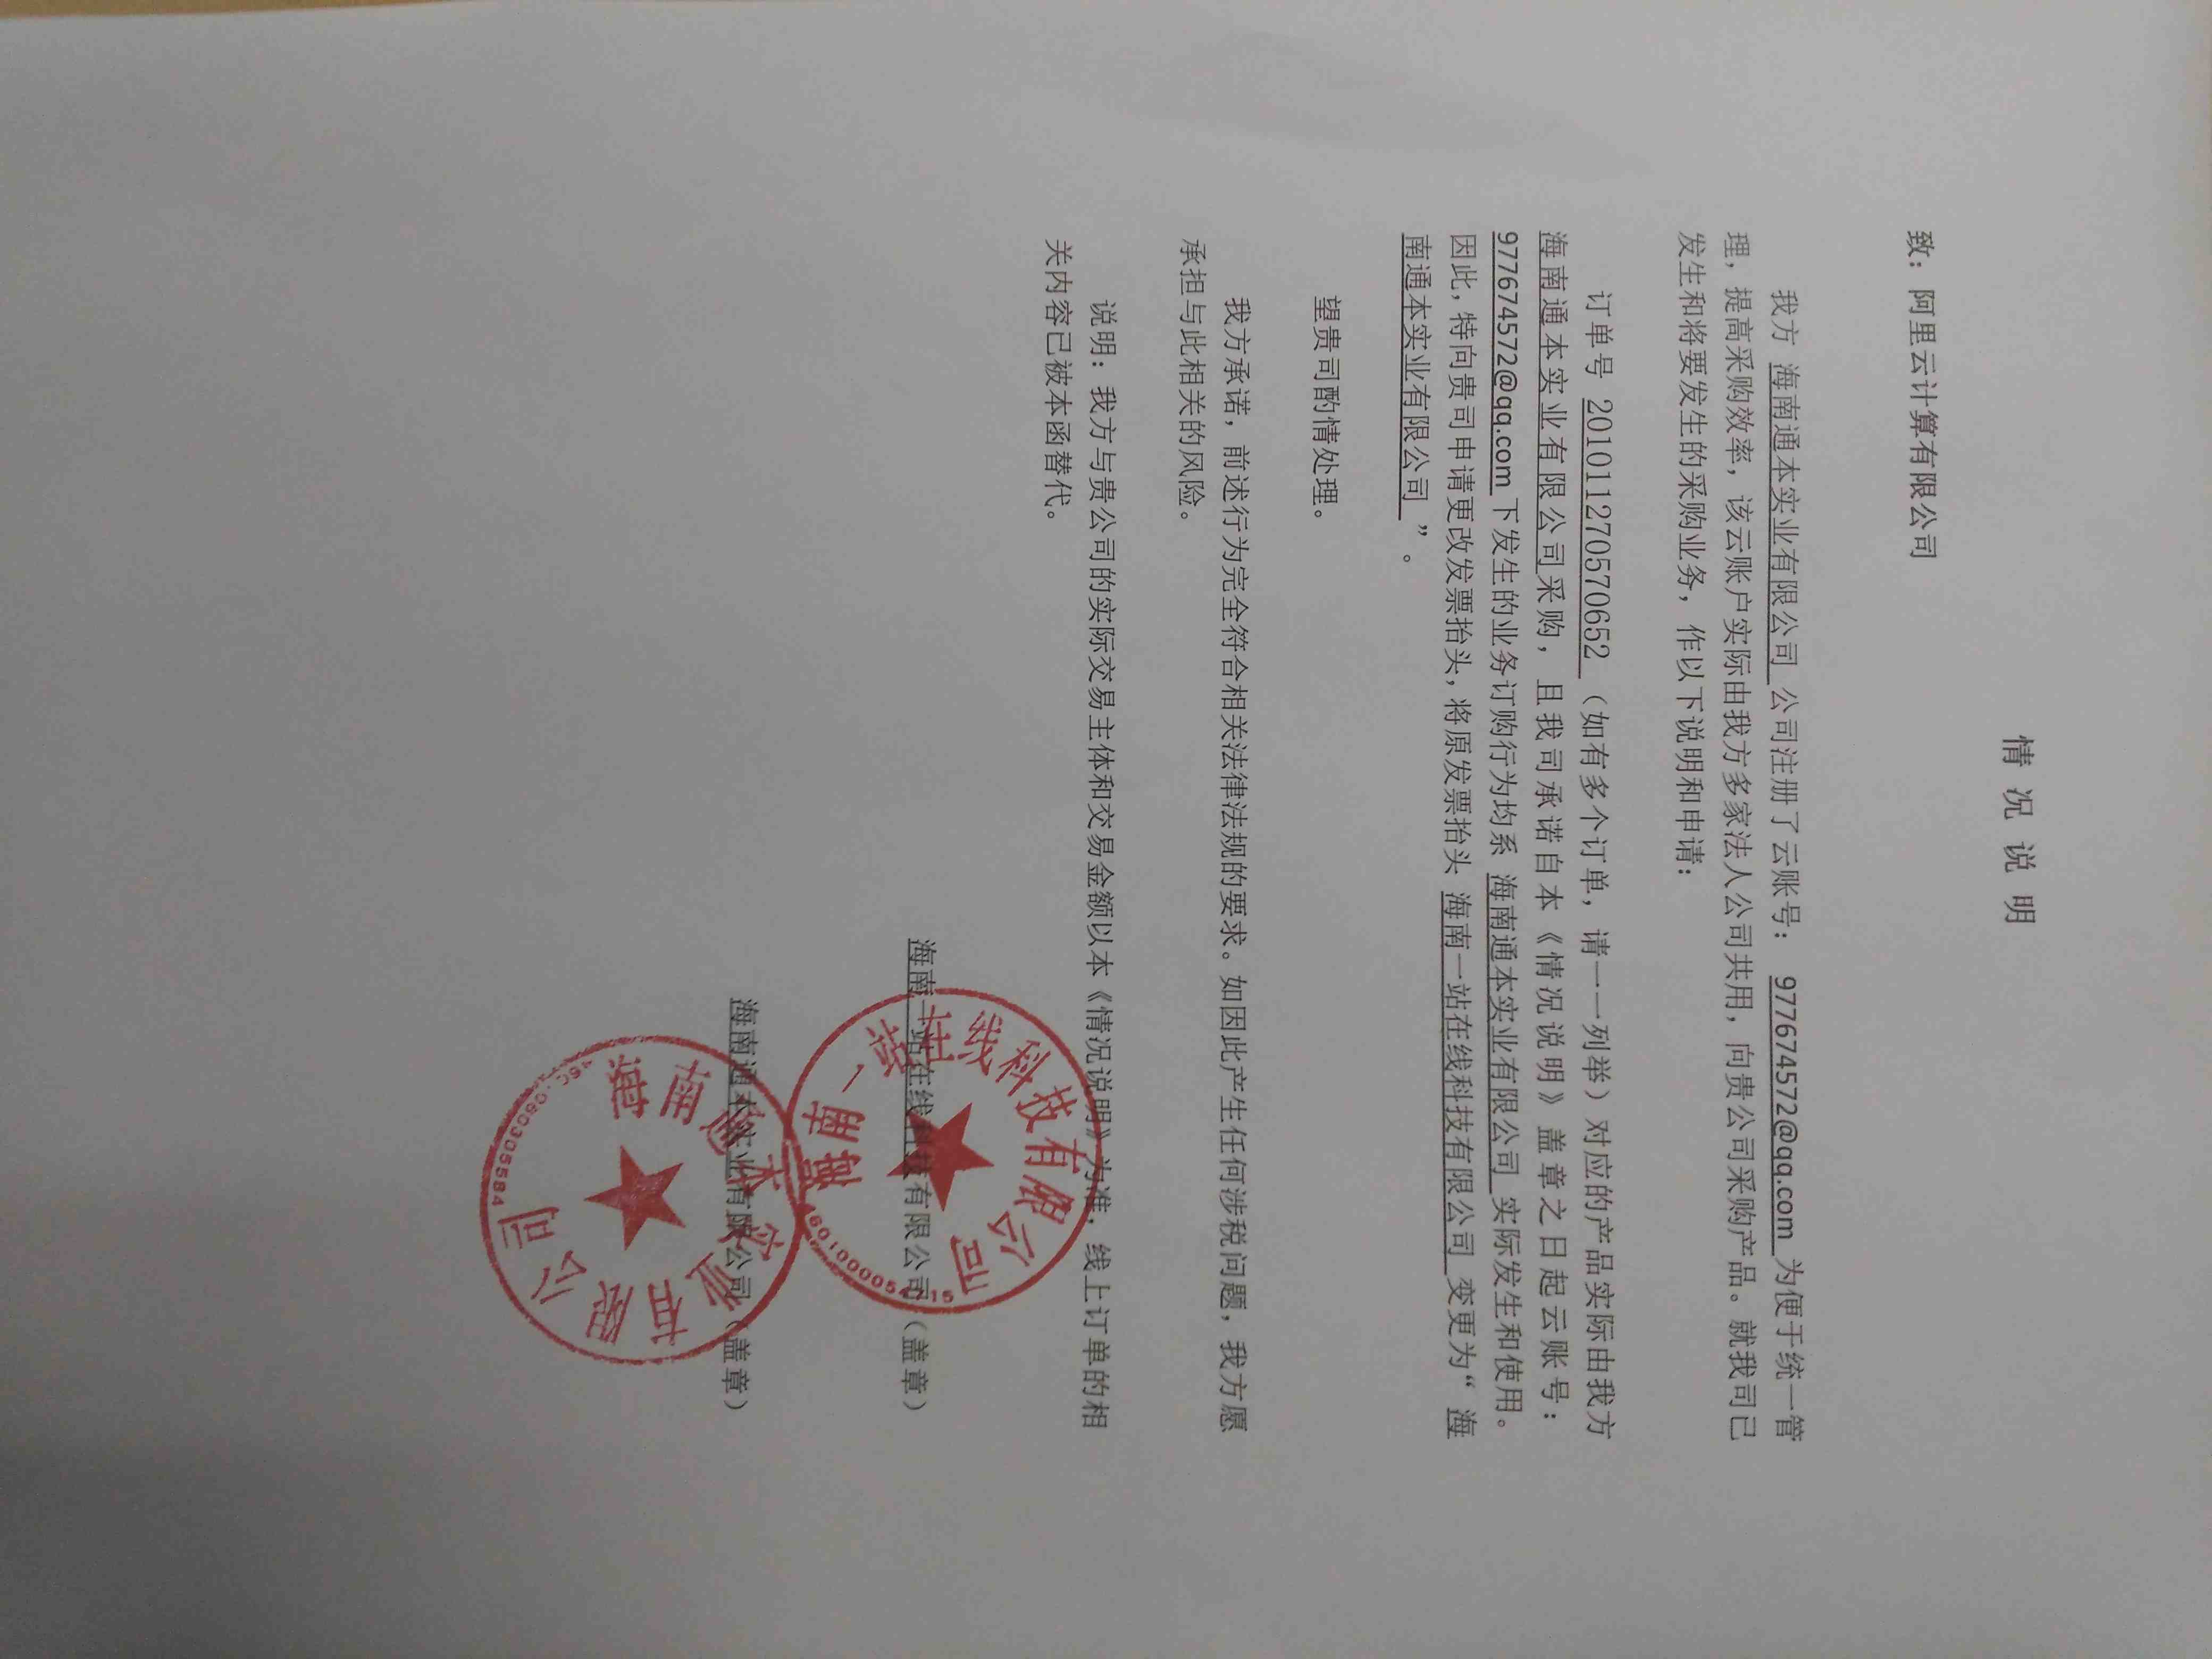 情 况 说 明
致：阿里云计算有限公司
我方 海南通本实业有限公司 公司注册了云账号： 977674572@qq.com 为便于统一管
理，提高采购效率，该云账户实际由我方多家法人公司共用，向贵公司采购产品。就我司已
发生和将要发生的采购业务，作以下说明和申请：
订单号 201011270570652 （如有多个订单，请一一列举）对应的产品实际由我方
海南通本实业有限公司采购，且我司承诺自本《情况说明》盖章之日起云账号：
977674572@qq.com 下发生的业务订购行为均系 海南通本实业有限公司 实际发生和使用。
因此，特向贵司申请更改发票抬头，将原发票抬头 海南一站在线科技有限公司 变更为“ 海
南通本实业有限公司 ”。
望贵司酌情处理。
我方承诺，前述行为完全符合相关法律法规的要求。如因此产生任何涉税问题，我方愿
承担与此相关的风险。
说明：我方与贵公司的实际交易主体和交易金额以本《情况说明》为准，线上订单的相
关内容已被本函替代。
海南一站在线科技有限公司（盖章）
海南一站在线科技有限公司
海南通本实业有限公司（盖章）
海南通本实业有限公司